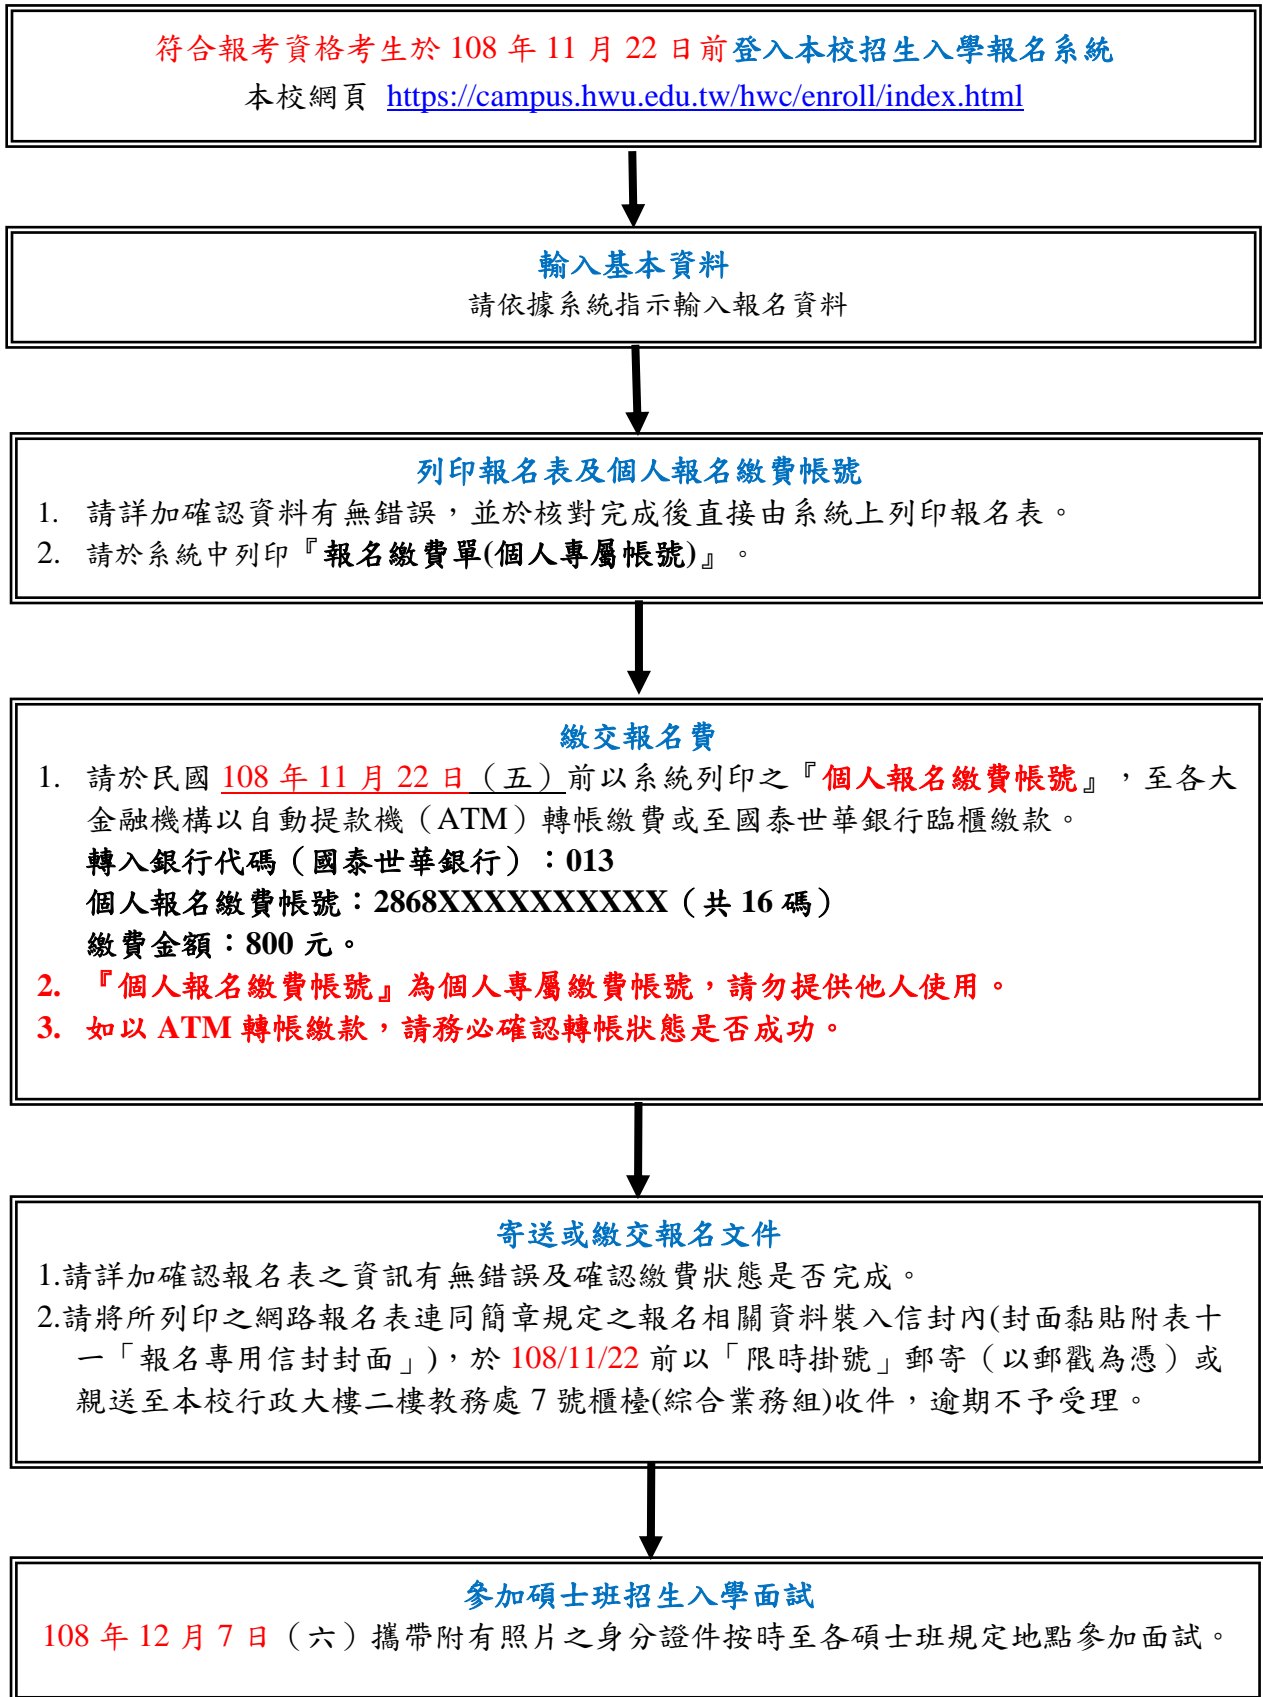 符合報考資格考生於 108 年 11 月 22 日前登入本校招生入學報名系統
本校網頁 https://campus.hwu.edu.tw/hwc/enroll/index.html
輸入基本資料
請依據系統指示輸入報名資料
列印報名表及個人報名繳費帳號
1. 請詳加確認資料有無錯誤，並於核對完成後直接由系統上列印報名表。
2. 請於系統中列印『報名繳費單(個人專屬帳號)』。
繳交報名費
1. 請於民國 108 年 11 月 22 日（五）前以系統列印之『個人報名繳費帳號』，至各大
金融機構以自動提款機（ATM）轉帳繳費或至國泰世華銀行臨櫃繳款。
轉入銀行代碼（國泰世華銀行）：013
個人報名繳費帳號：2868XXXXXXXXXX（共 16 碼）
繳費金額：800 元。
2. 『個人報名繳費帳號』為個人專屬繳費帳號，請勿提供他人使用。
3. 如以 ATM 轉帳繳款，請務必確認轉帳狀態是否成功。
寄送或繳交報名文件
1.請詳加確認報名表之資訊有無錯誤及確認繳費狀態是否完成。
2.請將所列印之網路報名表連同簡章規定之報名相關資料裝入信封內(封面黏貼附表十
一「報名專用信封封面」)，於 108/11/22 前以「限時掛號」郵寄（以郵戳為憑）或
親送至本校行政大樓二樓教務處 7 號櫃檯(綜合業務組)收件，逾期不予受理。
參加碩士班招生入學面試
108 年 12 月 7 日（六）攜帶附有照片之身分證件按時至各碩士班規定地點參加面試。